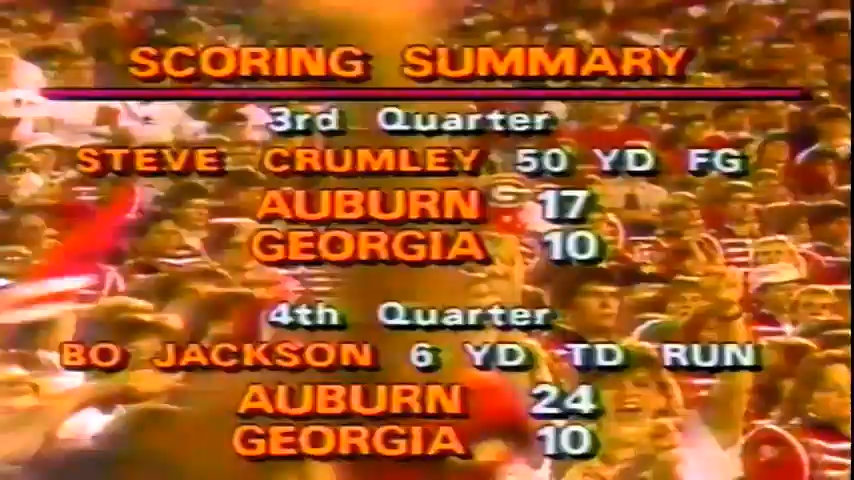 SCORING SUMMARY
3rd Quarter
STEVE CRUMLEY 50 YD FG
AUBURN 17
GEORGIA 10
4th Quarter
BO JACKSON 6 YD TD RUN
AUBURN 24
GEORGIA 10